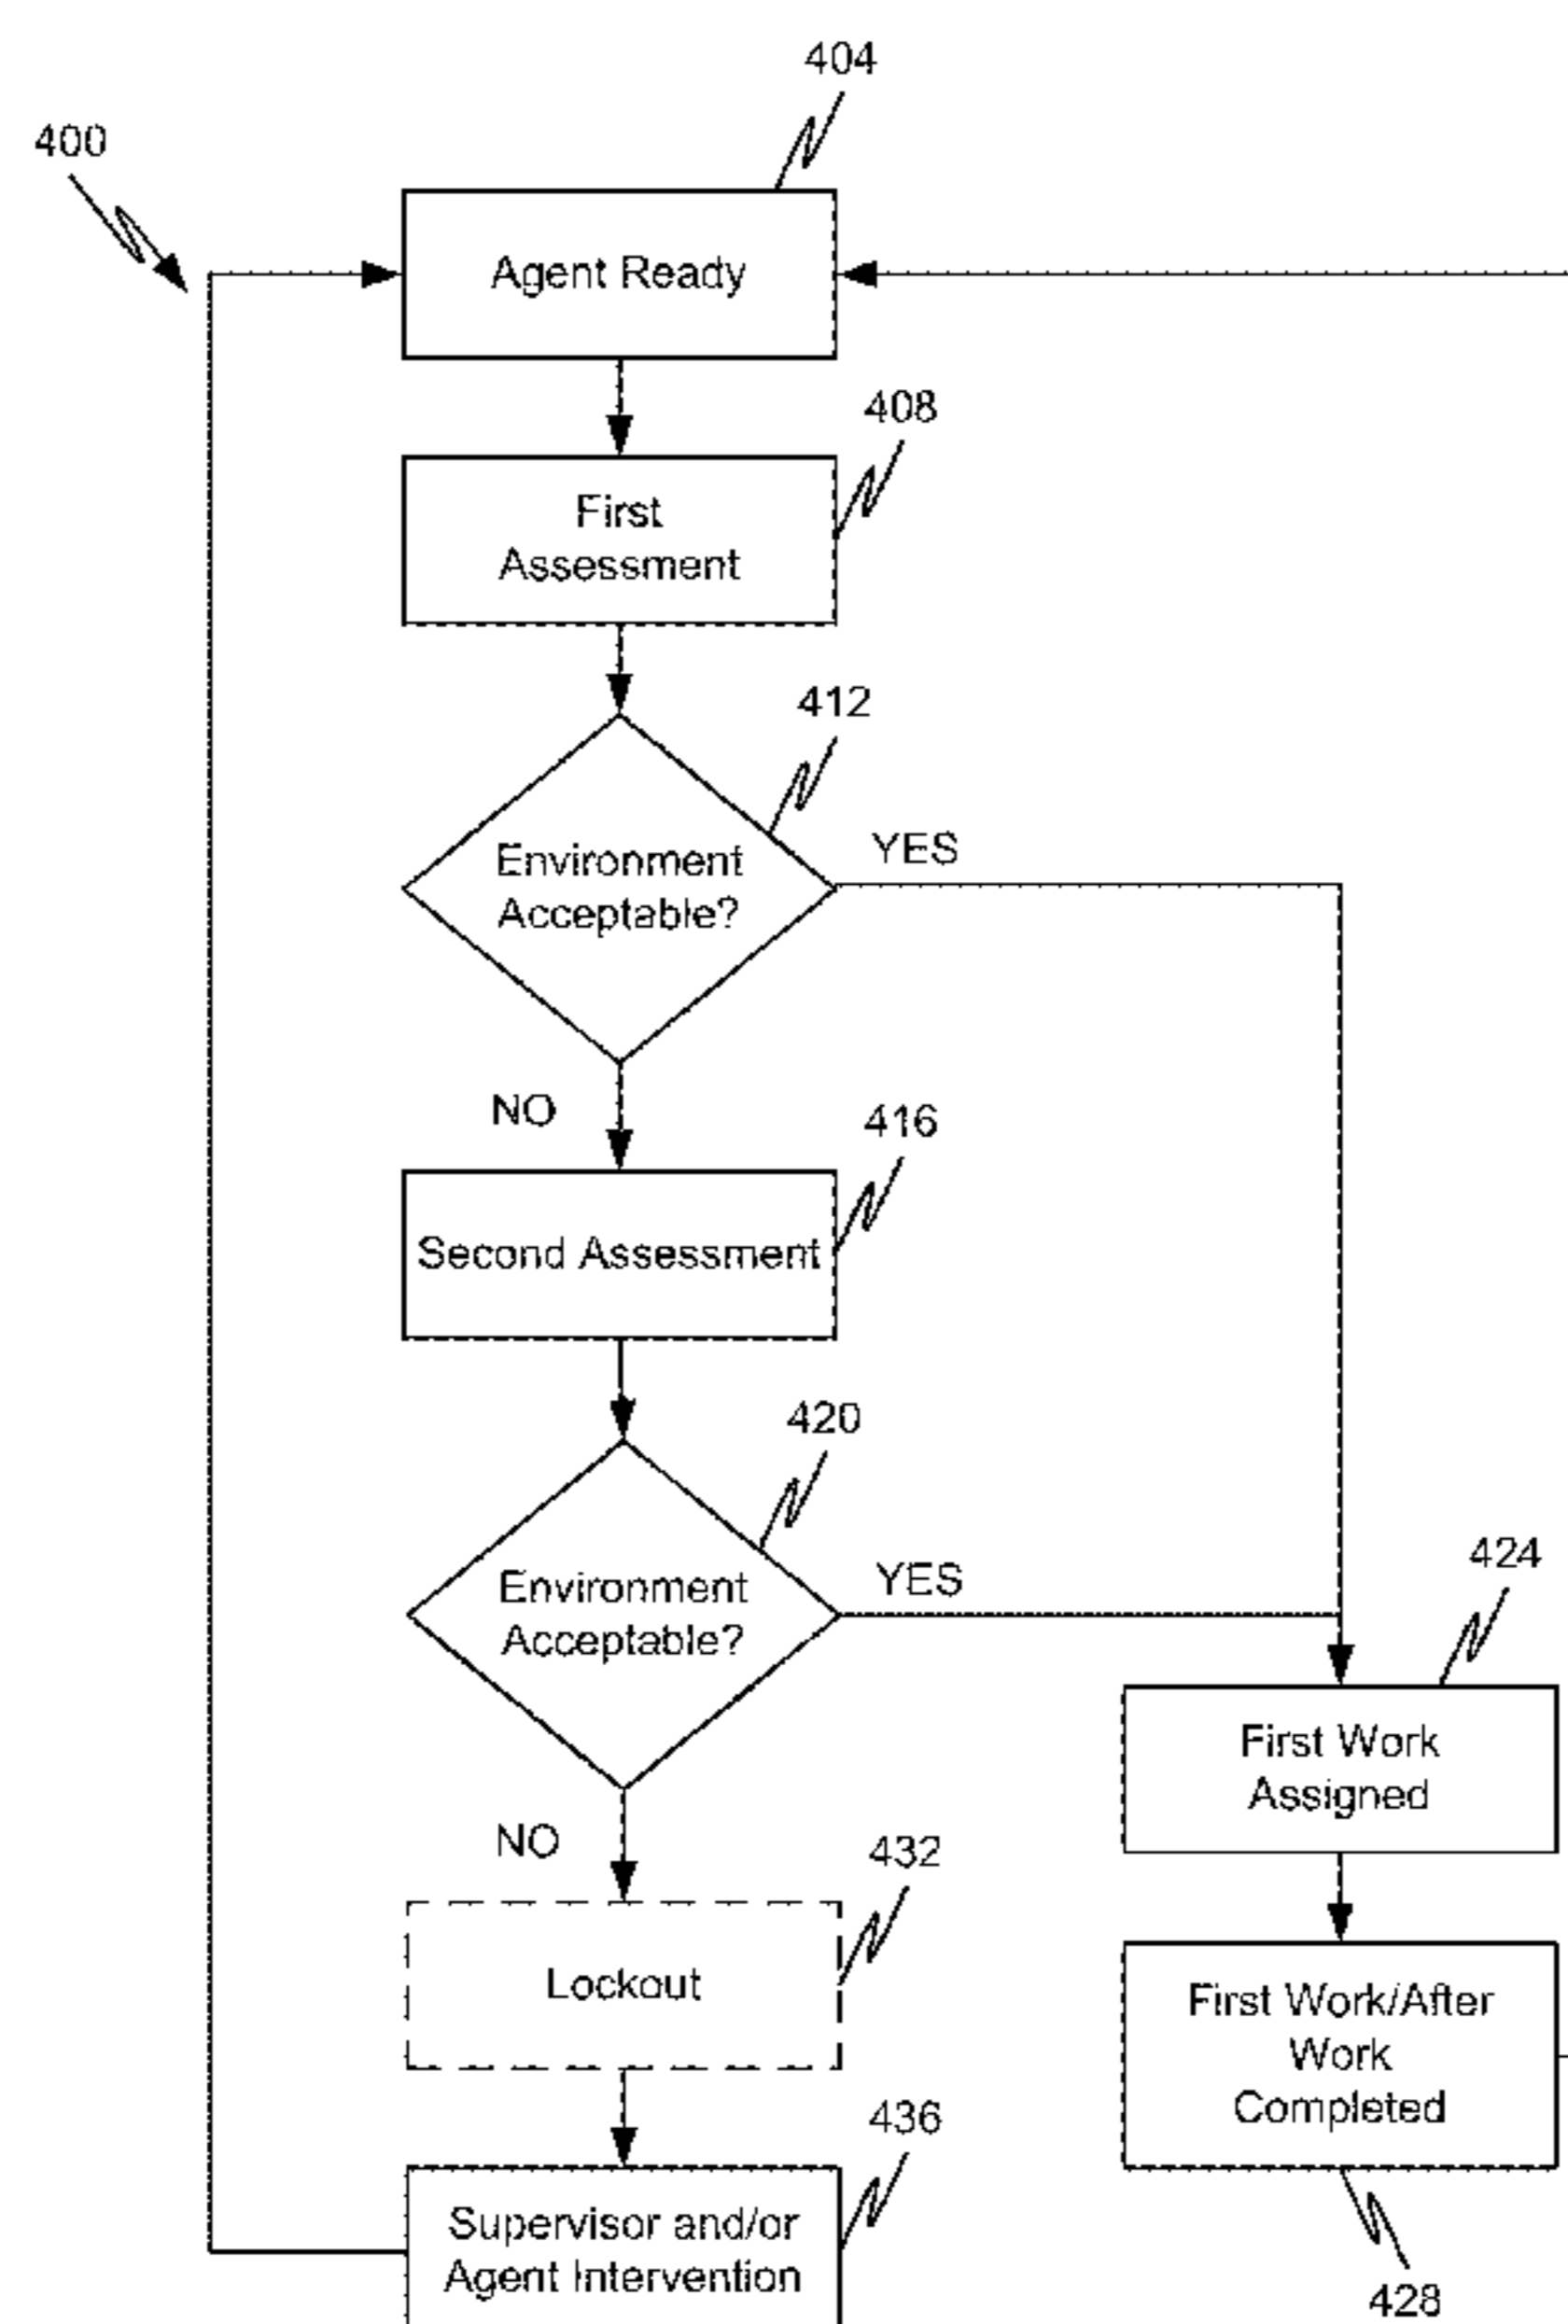 404
400
Agent Ready
408
First
Assessment
412
Environment
Acceptable?
YES
NO
416
Second Assessment
420
Environment
Acceptable?
YES
424
First Work
Assigned
NO
432
Lockout
First Work/After
Work
Completed
436
Supervisor and/or
Agent Intervention
428